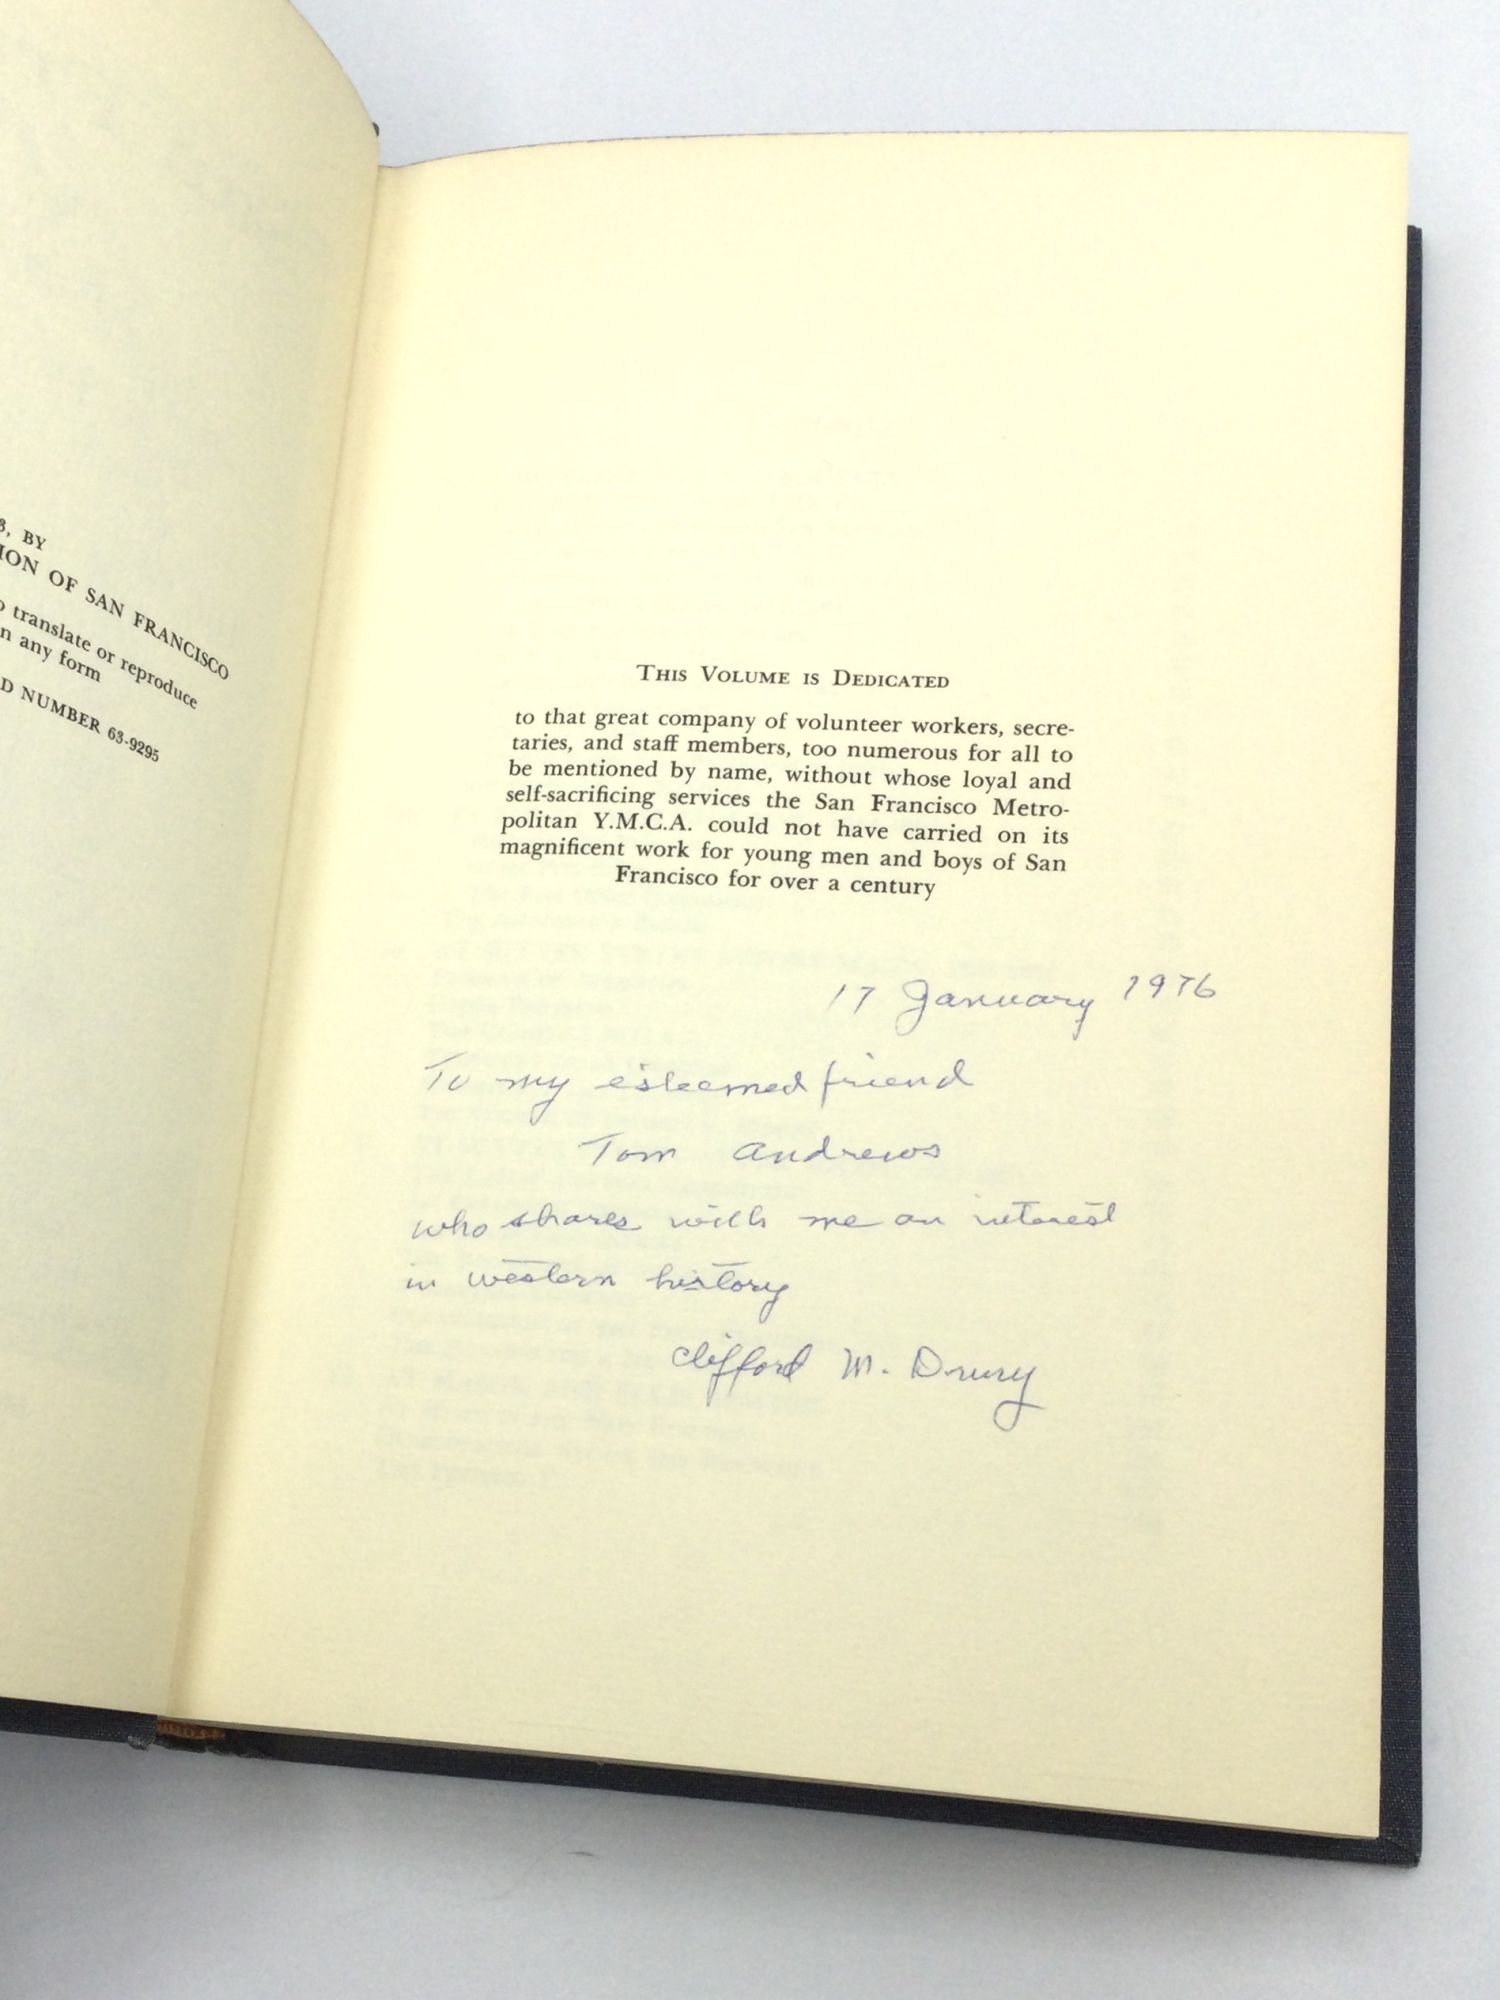 3, BY
ION OF SAN FRANCISCO
translate or reproduce
n any form
D NUMBER 63-9295
THIS VOLUME IS DEDICATED
to that great company of volunteer workers, secre-
taries, and staff members, too numerous for all to
be mentioned by name, without whose loyal and
self-sacrificing services the San Francisco Metro-
politan Y.M.C.A. could not have carried on its
magnificent work for young men and boys of San
Francisco for over a century
17 January 1976
To my esteemed friend
Tom Andrews
who shares with me an interest
in western history
Clifford M. Drury